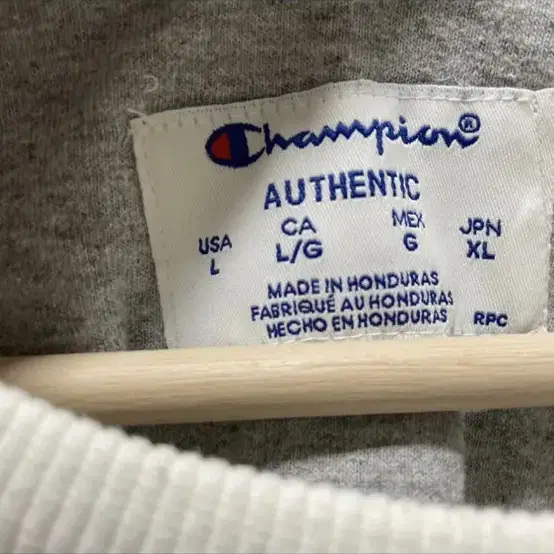 Champion®
AUTHENTIC
USA CA MEX JPN
L L/G G XL
MADE IN HONDURAS
FABRIQUÉ AU HONDURAS
HECHO EN HONDURAS RPC